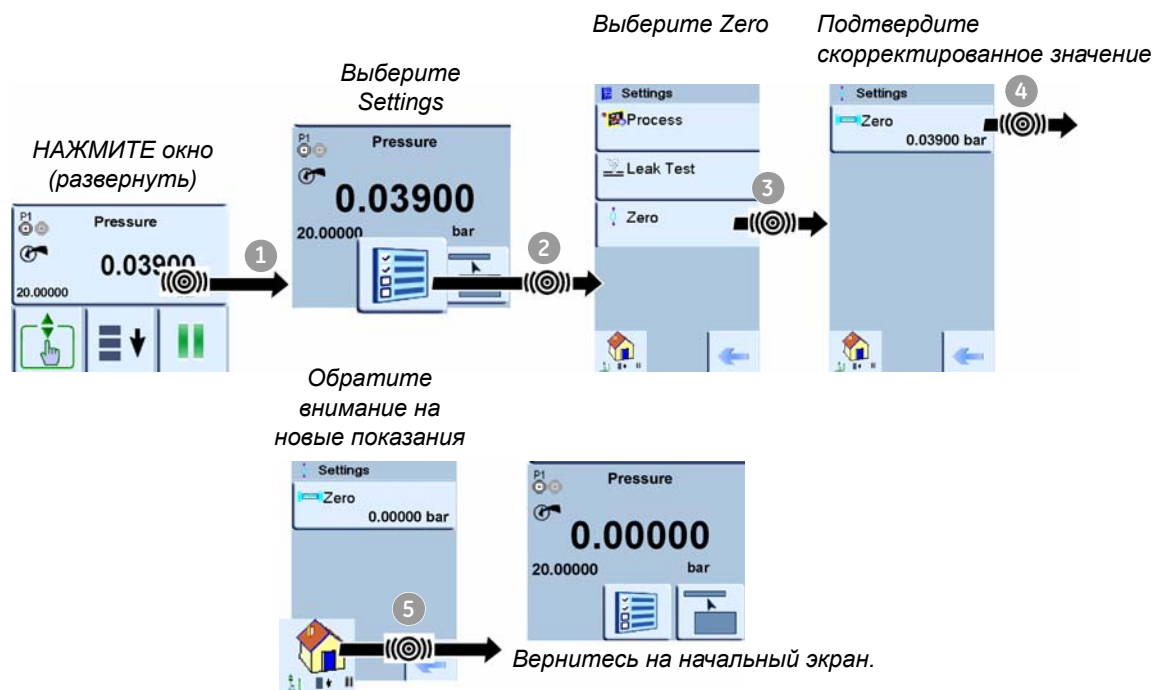 Выберите Zero
Подтвердите
скорректированное значение
Выберите
Settings
НАЖМИТЕ окно
(развернуть)
P1
Pressure
0.03900
20.00000
1
P1
Pressure
0.03900
20.00000 bar
2
Settings
Process
Leak Test
Zero
3
Settings
Zero
0.03900 bar
4
Обратите
внимание на
новые показания
Settings
Zero
0.00000 bar
5
P1
Pressure
0.00000
20.00000 bar
Вернитесь на начальный экран.